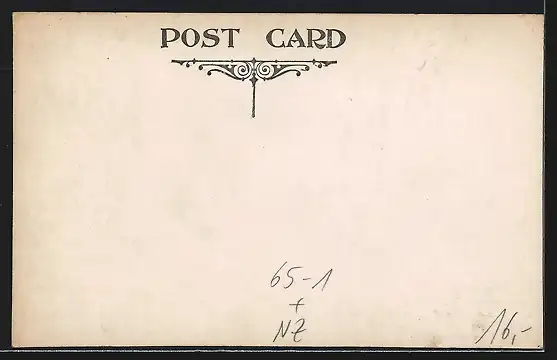 POST CARD
65-1
+
NZ
16,-